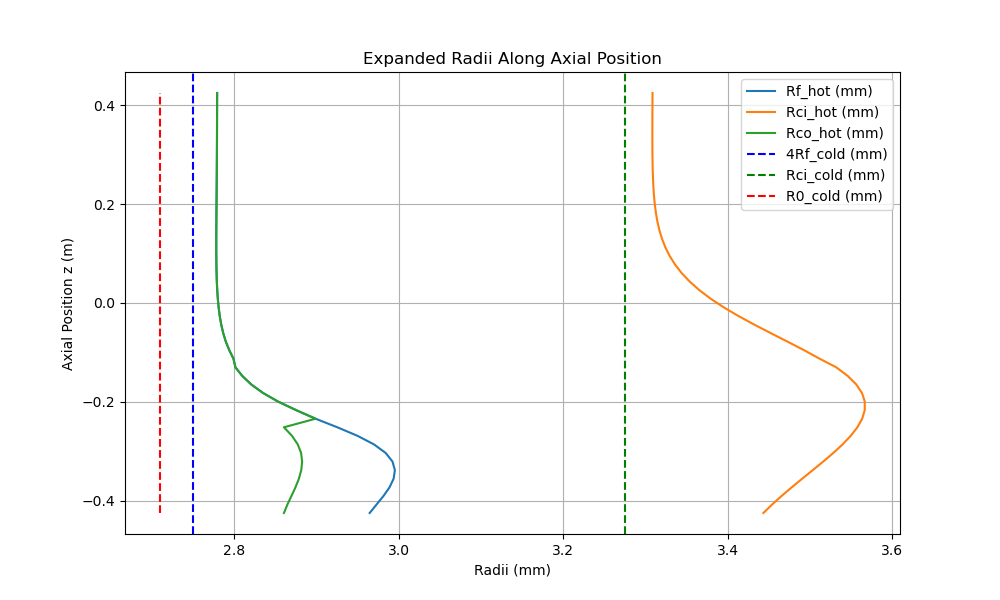 Expanded Radii Along Axial Position
Rf_hot (mm)
Rci_hot (mm)
Rco_hot (mm)
4Rf_cold (mm)
Rci_cold (mm)
R0_cold (mm)
Axial Position z (m)
0.4
0.2
0.0
−0.2
−0.4
2.8 3.0 3.2 3.4 3.6
Radii (mm)